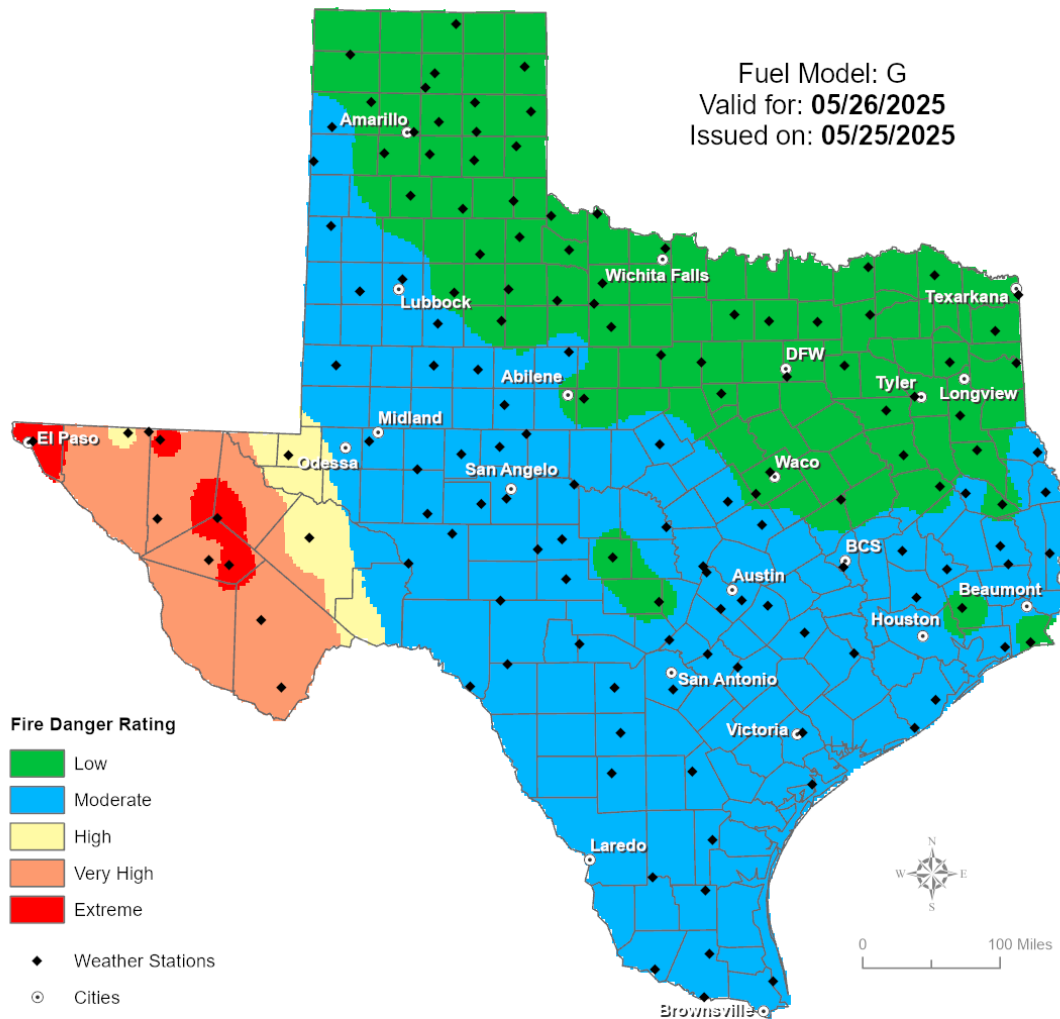 Fuel Model: G
Valid for: 05/26/2025
Issued on: 05/25/2025
Amarillo
Wichita Falls
Lubbock
Texarkana
DFW
Abilene
Tyler
Longview
El Paso
Midland
Odessa
San Angelo
Waco
BCS
Austin
Beaumont
Houston
San Antonio
Victoria
Laredo
Brownsville
Fire Danger Rating
Low
Moderate
High
Very High
Extreme
Weather Stations
Cities
N
W E
S
0 100 Miles